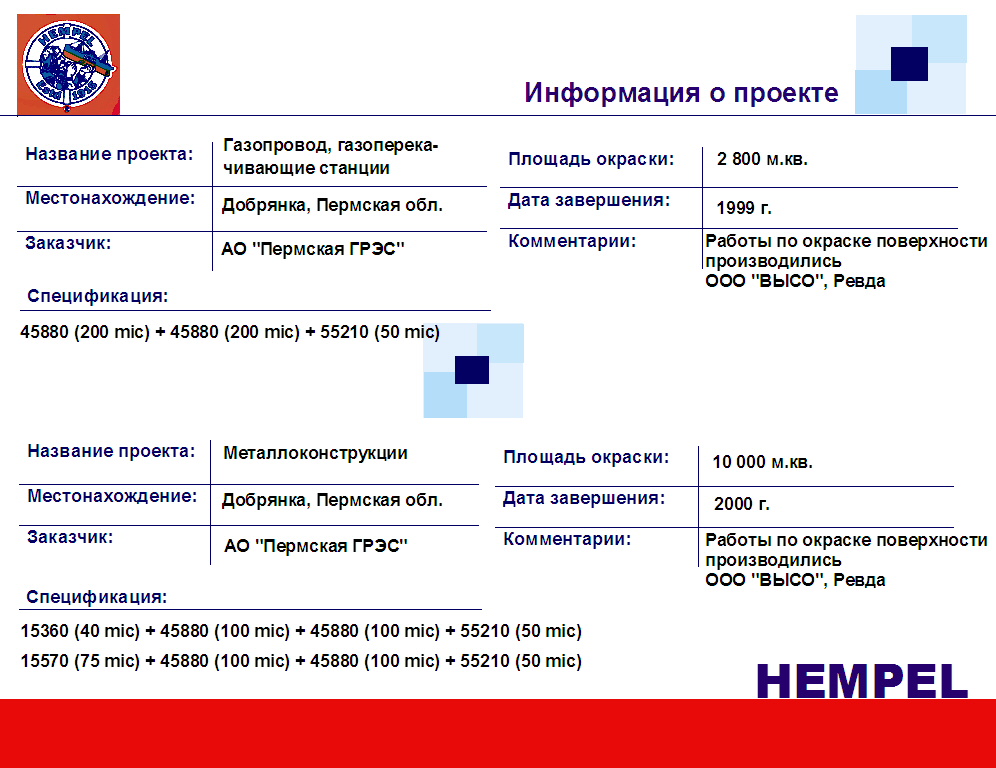 HEMPEL
ESTD 1915
Информация о проекте
Название проекта:
Газопровод, газоперека-
чивающие станции
Местонахождение:
Добрянка, Пермская обл.
Заказчик:
АО "Пермская ГРЭС"
Площадь окраски:
2 800 м.кв.
Дата завершения:
1999 г.
Комментарии:
Работы по окраске поверхности
производились
ООО "ВЫСО", Ревда
Спецификация:
45880 (200 mic) + 45880 (200 mic) + 55210 (50 mic)
Название проекта:
Металлоконструкции
Местонахождение:
Добрянка, Пермская обл.
Заказчик:
АО "Пермская ГРЭС"
Площадь окраски:
10 000 м.кв.
Дата завершения:
2000 г.
Комментарии:
Работы по окраске поверхности
производились
ООО "ВЫСО", Ревда
Спецификация:
15360 (40 mic) + 45880 (100 mic) + 45880 (100 mic) + 55210 (50 mic)
15570 (75 mic) + 45880 (100 mic) + 45880 (100 mic) + 55210 (50 mic)
HEMPEL